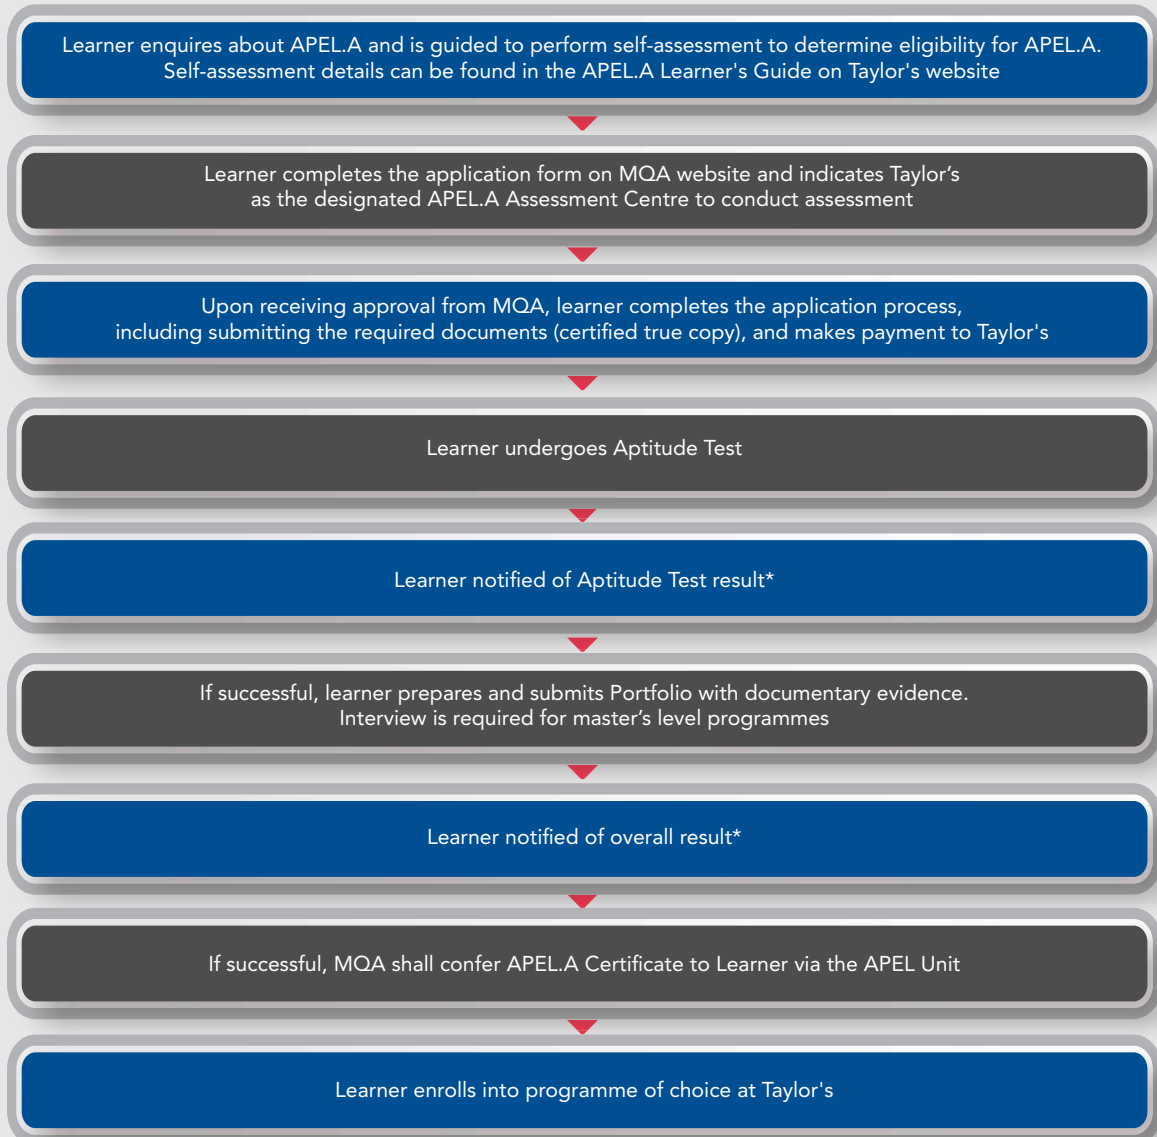 Learner enquires about APEL.A and is guided to perform self-assessment to determine eligibility for APEL.A.
Self-assessment details can be found in the APEL.A Learner's Guide on Taylor's website
Learner completes the application form on MQA website and indicates Taylor’s
as the designated APEL.A Assessment Centre to conduct assessment
Upon receiving approval from MQA, learner completes the application process,
including submitting the required documents (certified true copy), and makes payment to Taylor's
Learner undergoes Aptitude Test
Learner notified of Aptitude Test result*
If successful, learner prepares and submits Portfolio with documentary evidence.
Interview is required for master’s level programmes
Learner notified of overall result*
If successful, MQA shall confer APEL.A Certificate to Learner via the APEL Unit
Learner enrolls into programme of choice at Taylor's